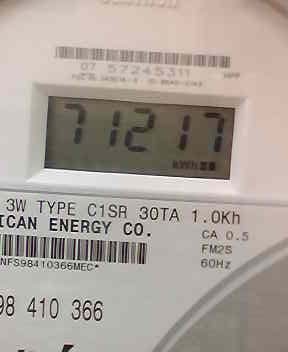 07 57245311
71217
kWh
3W TYPE C1SR 30TA 1.0Kh
ICAN ENERGY CO.
CA 0.5
FM2S
NFS98410366MEC*
60Hz
98 410 366